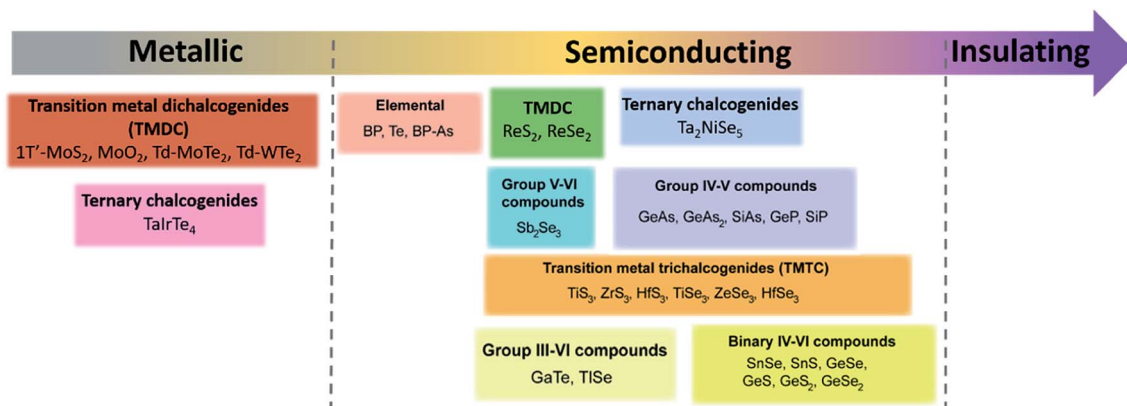 Metallic
Semiconducting
Insulating
Transition metal dichalcogenides
(TMDC)
1T’-MoS₂, MoO₂, Td-MoTe₂, Td-WTe₂
Ternary chalcogenides
TaIrTe₄
Elemental
BP, Te, BP-As
TMDC
ReS₂, ReSe₂
Ternary chalcogenides
Ta₂NiSe₅
Group V-VI
compounds
Sb₂Se₃
Group IV-V compounds
GeAs, GeAs₂, SiAs, GeP, SiP
Transition metal trichalcogenides (TMTC)
TiS₃, ZrS₃, HfS₃, TiSe₃, ZeSe₃, HfSe₃
Group III-VI compounds
GaTe, TlSe
Binary IV-VI compounds
SnSe, SnS, GeSe,
GeS, GeS₂, GeSe₂